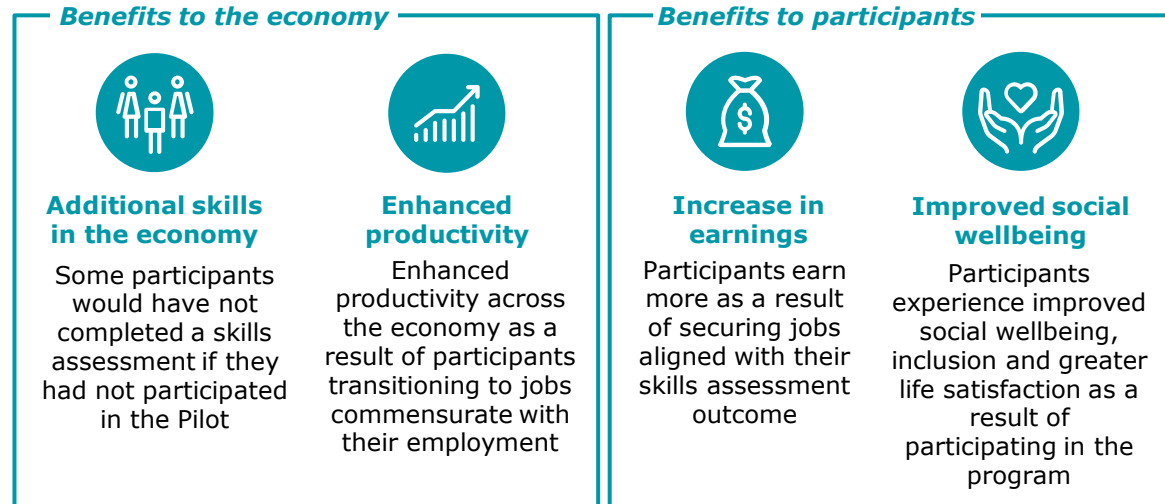 Benefits to the economy
Additional skills
in the economy
Some participants
would have not
completed a skills
assessment if they
had not participated
in the Pilot
Enhanced
productivity
Enhanced
productivity across
the economy as a
result of participants
transitioning to jobs
commensurate with
their employment
Benefits to participants
$
Increase in
earnings
Participants earn
more as a result
of securing jobs
aligned with their
skills assessment
outcome
Improved social
wellbeing
Participants
experience improved
social wellbeing,
inclusion and greater
life satisfaction as a
result of
participating in the
program